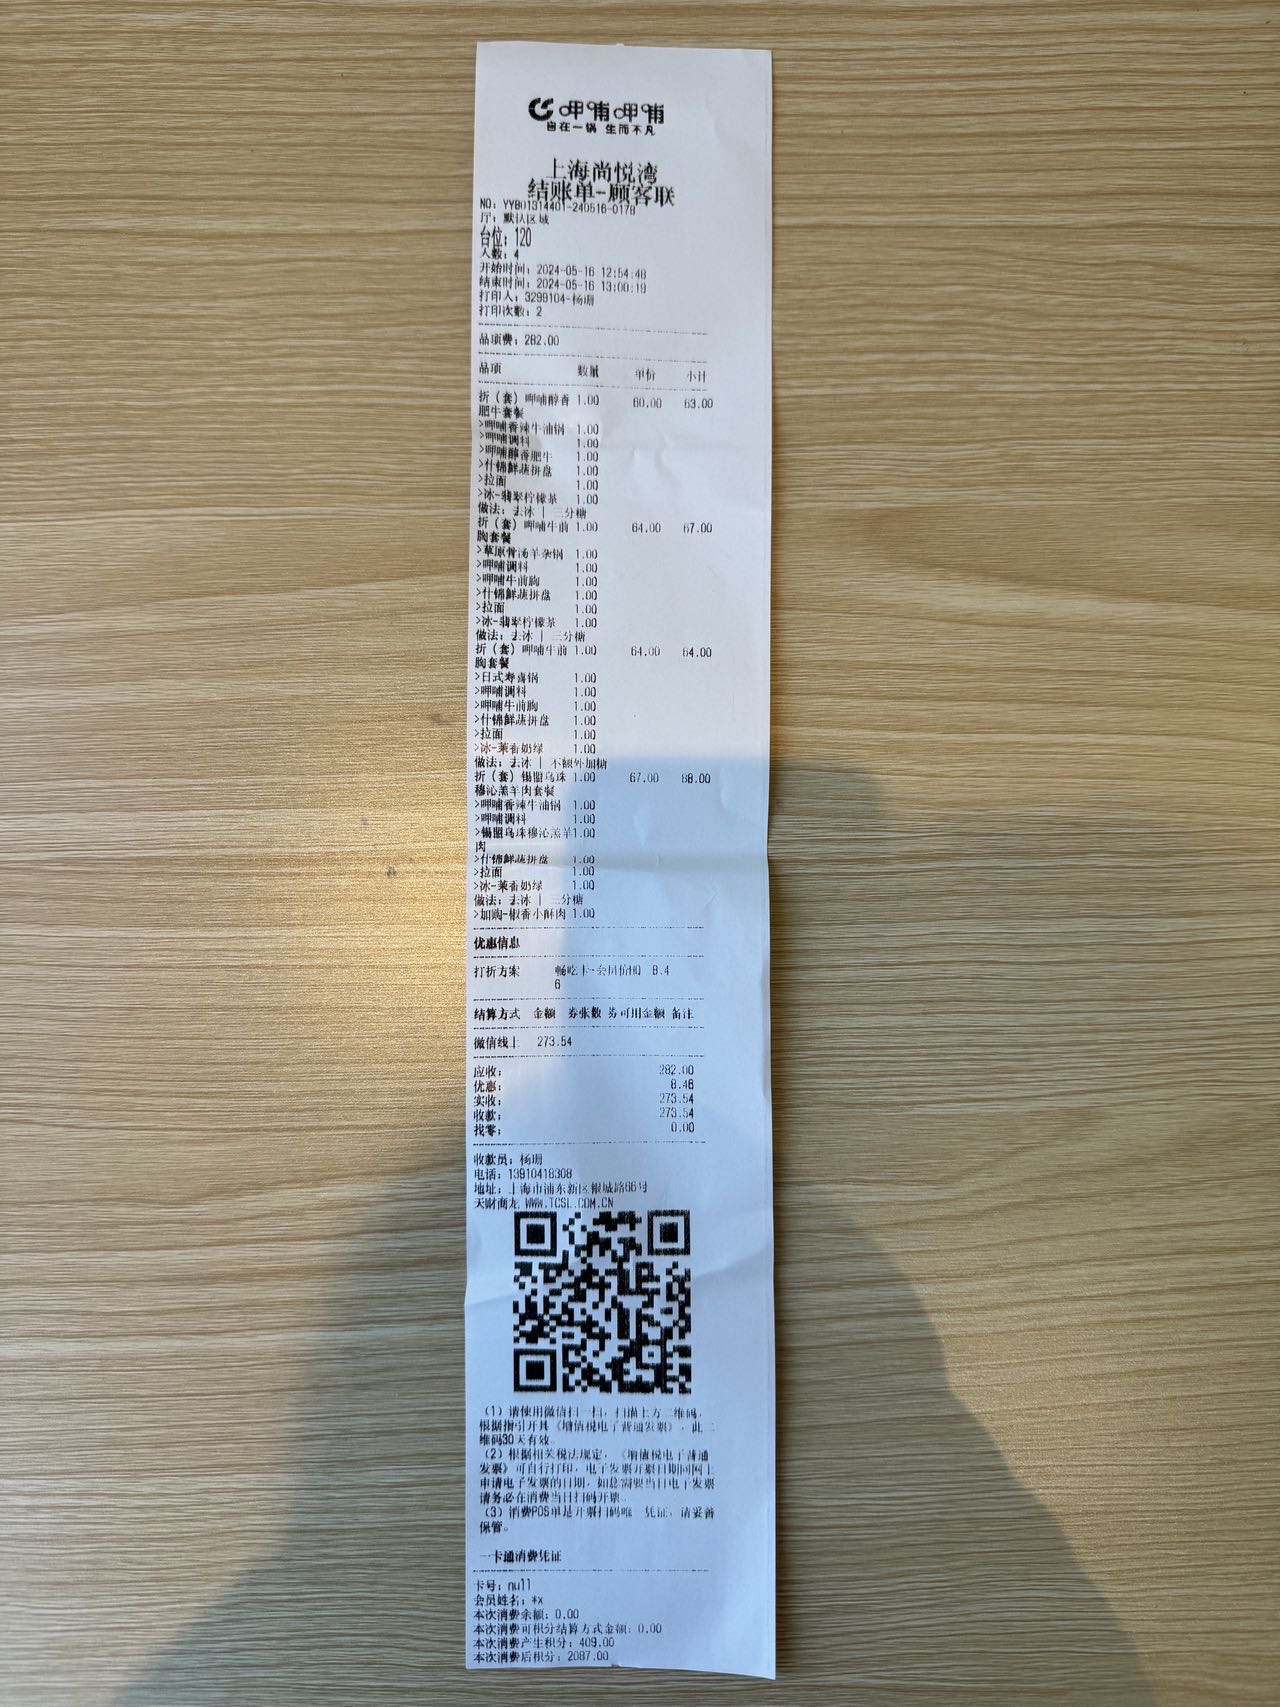 呷哺呷哺
自在一锅 生而不凡
上海尚悦湾
结账单-顾客联
NO: YYB01314401-240516-0178
厅: 默认区域
台位: 120
人数: 4
开始时间: 2024-05-16 12:54:48
结束时间: 2024-05-16 13:00:19
打印人: 3299104-杨珊
打印次数: 2
品项费: 282.00
品项 数量 单价 小计
折（套）呷哺醇香 1.00 60.00 63.00
肥牛套餐
>呷哺香辣牛油锅 1.00
>呷哺调料 1.00
>呷哺醇香肥牛 1.00
>什锦鲜蔬拼盘 1.00
>拉面 1.00
>冰-翡翠柠檬茶 1.00
做法: 去冰 | 三分糖
折（套）呷哺牛前 1.00 64.00 67.00
胸套餐
>草原骨汤羊杂锅 1.00
>呷哺调料 1.00
>呷哺牛前胸 1.00
>什锦鲜蔬拼盘 1.00
>拉面 1.00
>冰-翡翠柠檬茶 1.00
做法: 去冰 | 三分糖
折（套）呷哺牛前 1.00 64.00 64.00
胸套餐
>日式寿喜锅 1.00
>呷哺调料 1.00
>呷哺牛前胸 1.00
>什锦鲜蔬拼盘 1.00
>拉面 1.00
>冰-茉香奶绿 1.00
做法: 去冰 | 不额外加糖
折（套）锡盟乌珠 1.00 67.00 88.00
穆沁羔羊肉套餐
>呷哺香辣牛油锅 1.00
>呷哺调料 1.00
>锡盟乌珠穆沁羔羊1.00
肉
>什锦鲜蔬拼盘 1.00
>拉面 1.00
>冰-茉香奶绿 1.00
做法: 去冰 | 三分糖
>加购-椒香小酥肉 1.00
优惠信息
打折方案 畅吃卡-会员价购 8.4
6
结算方式 金额 券张数 券可用金额 备注
微信线上 273.54
应收: 282.00
优惠: 8.46
实收: 273.54
收款: 273.54
找零: 0.00
收款员: 杨珊
电话: 13910418308
地址: 上海市浦东新区银城路66号
天财商龙 WWW.TCSL.COM.CN
（1）请使用微信扫一扫，扫描上方二维码，
根据指引开具《增值税电子普通发票》，此二
维码30天有效。
（2）根据相关税法规定，《增值税电子普通
发票》可自行打印，电子发票开票日期同网上
申请电子发票的日期，如您需要当日电子发票
请务必在消费当日扫码开票。
（3）消费POS单是开票扫码唯一凭证，请妥善
保管。
一卡通消费凭证
卡号: null
会员姓名: *x
本次消费余额: 0.00
本次消费可积分结算方式金额: 0.00
本次消费产生积分: 409.00
本次消费后积分: 2087.00